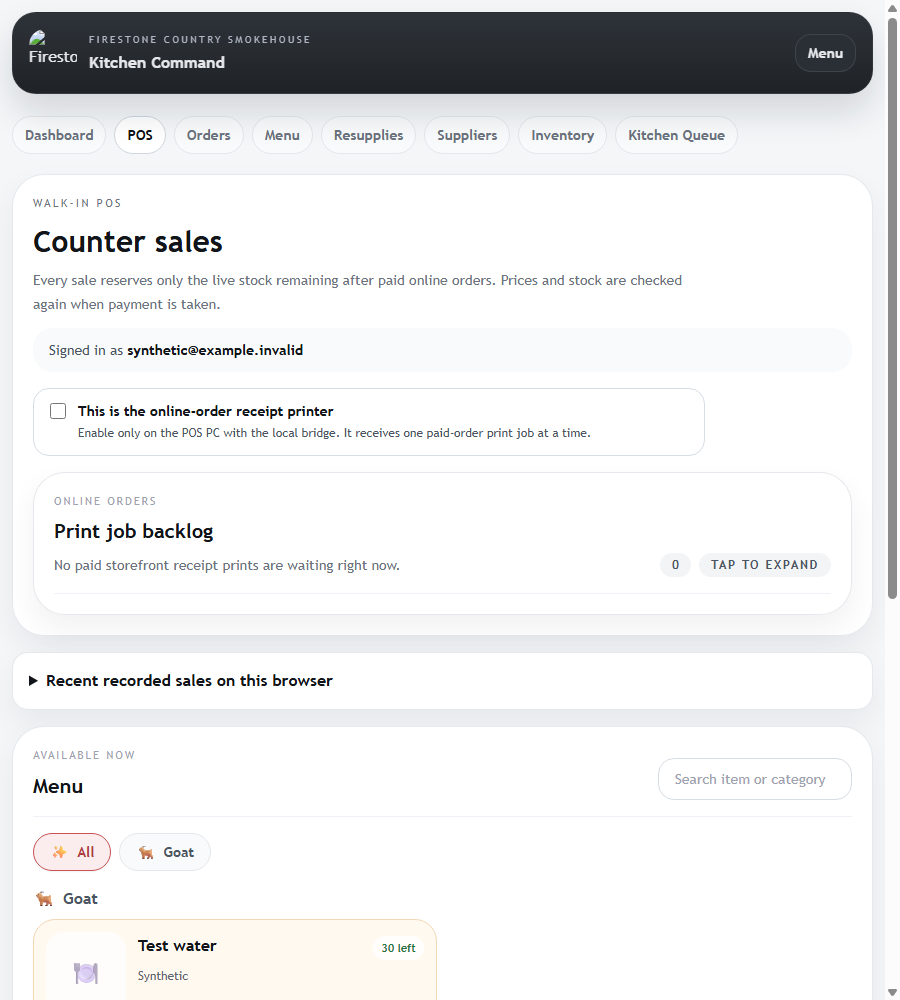 Firesto
FIRESTONE COUNTRY SMOKEHOUSE
Kitchen Command
Menu
Dashboard
POS
Orders
Menu
Resupplies
Suppliers
Inventory
Kitchen Queue
WALK-IN POS
Counter sales
Every sale reserves only the live stock remaining after paid online orders. Prices and stock are checked
again when payment is taken.
Signed in as synthetic@example.invalid
This is the online-order receipt printer
Enable only on the POS PC with the local bridge. It receives one paid-order print job at a time.
ONLINE ORDERS
Print job backlog
No paid storefront receipt prints are waiting right now.
0
TAP TO EXPAND
Recent recorded sales on this browser
AVAILABLE NOW
Menu
Search item or category
All
Goat
Goat
Test water
30 left
Synthetic